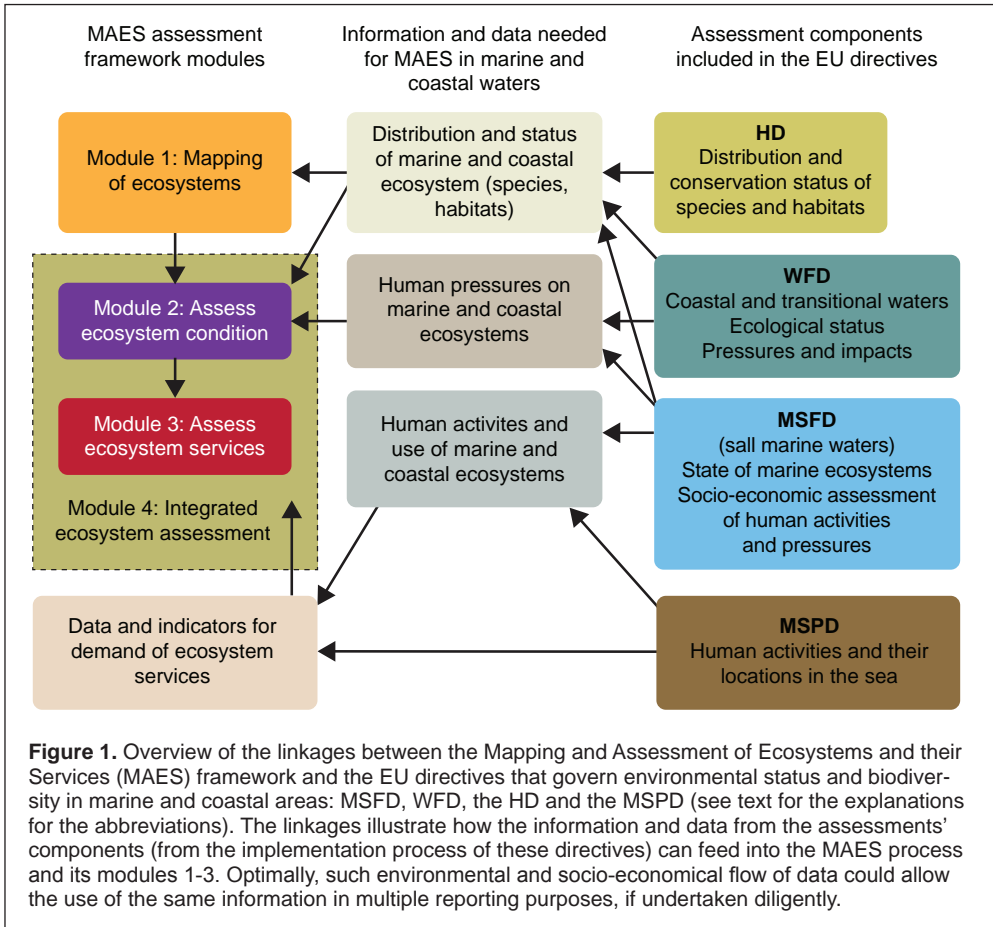 MAES assessment
framework modules
Information and data needed
for MAES in marine and
coastal waters
Assessment components
included in the EU directives
Module 1: Mapping
of ecosystems
Distribution and status
of marine and coastal
ecosystem (species,
habitats)
HD
Distribution and
conservation status of
species and habitats
Module 2: Assess
ecosystem condition
Human pressures on
marine and coastal
ecosystems
WFD
Coastal and transitional waters
Ecological status
Pressures and impacts
Module 3: Assess
ecosystem services
Module 4: Integrated
ecosystem assessment
Human activites and
use of marine and
coastal ecosystems
MSFD
(sall marine waters)
State of marine ecosystems
Socio-economic assessment
of human activities
and pressures
Data and indicators for
demand of ecosystem
services
MSPD
Human activities and their
locations in the sea
Figure 1. Overview of the linkages between the Mapping and Assessment of Ecosystems and their
Services (MAES) framework and the EU directives that govern environmental status and biodiver-
sity in marine and coastal areas: MSFD, WFD, the HD and the MSPD (see text for the explanations
for the abbreviations). The linkages illustrate how the information and data from the assessments'
components (from the implementation process of these directives) can feed into the MAES process
and its modules 1-3. Optimally, such environmental and socio-economical flow of data could allow
the use of the same information in multiple reporting purposes, if undertaken diligently.